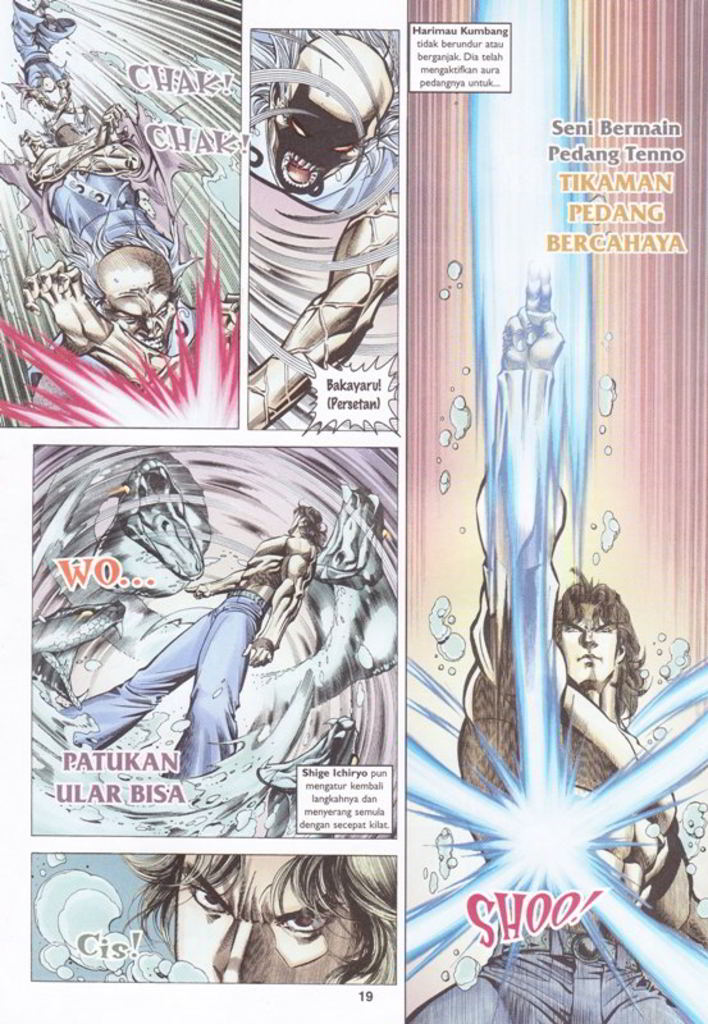 CHAK!
CHAK!
Bakayaru!
(Persetan)
WO...
PATUKAN
ULAR BISA
Shige Ichiryo pun
mengatur kembali
langkahnya dan
menyerang semula
dengan secepat kilat.
Cis!
Harimau Kumbang
tidak berundur atau
berganjak. Dia telah
mengaktifkan aura
pedangnya untuk...
Seni Bermain
Pedang Tenno
TIKAMAN
PEDANG
BERCAHAYA
SHOO!
19